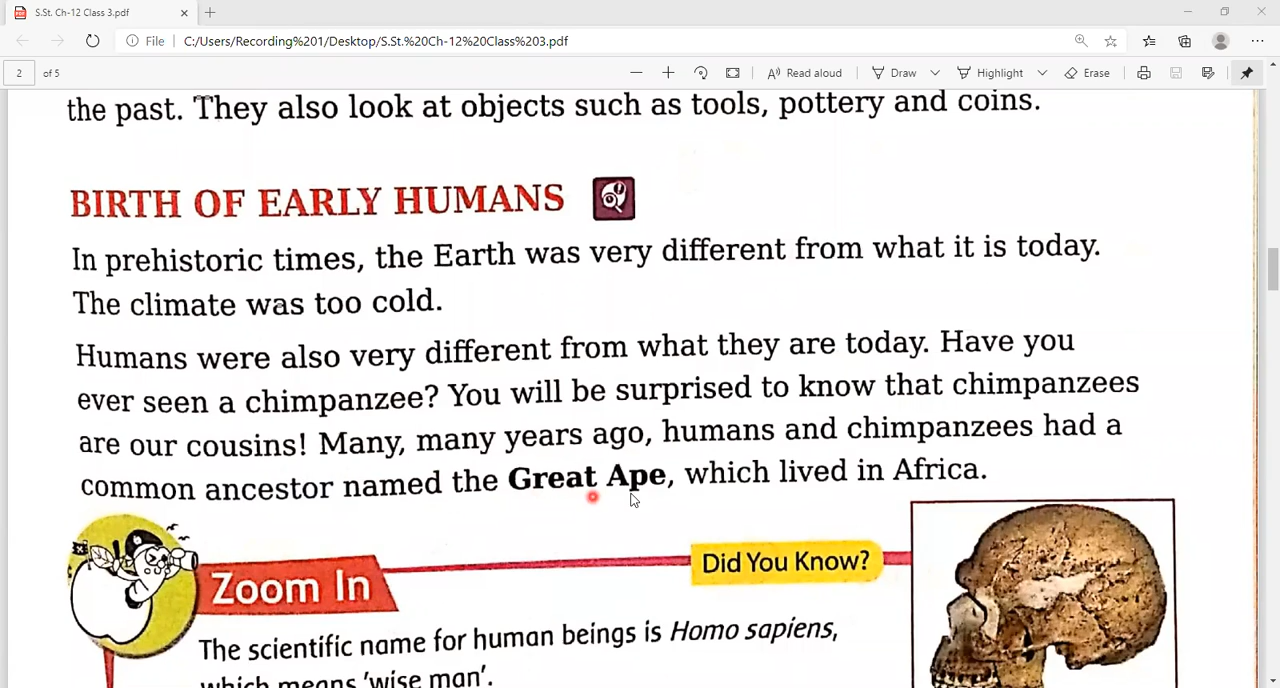 S.St. Ch-12 Class 3.pdf
File C:/Users/Recording%201/Desktop/S.St.%20Ch-12%20Class%203.pdf
2 of 5 Read aloud Draw Highlight Erase
the past. They also look at objects such as tools, pottery and coins.
BIRTH OF EARLY HUMANS
In prehistoric times, the Earth was very different from what it is today.
The climate was too cold.
Humans were also very different from what they are today. Have you
ever seen a chimpanzee? You will be surprised to know that chimpanzees
are our cousins! Many, many years ago, humans and chimpanzees had a
common ancestor named the Great Ape, which lived in Africa.
Did You Know?
Zoom In
The scientific name for human beings is Homo sapiens,
which means 'wise man'.